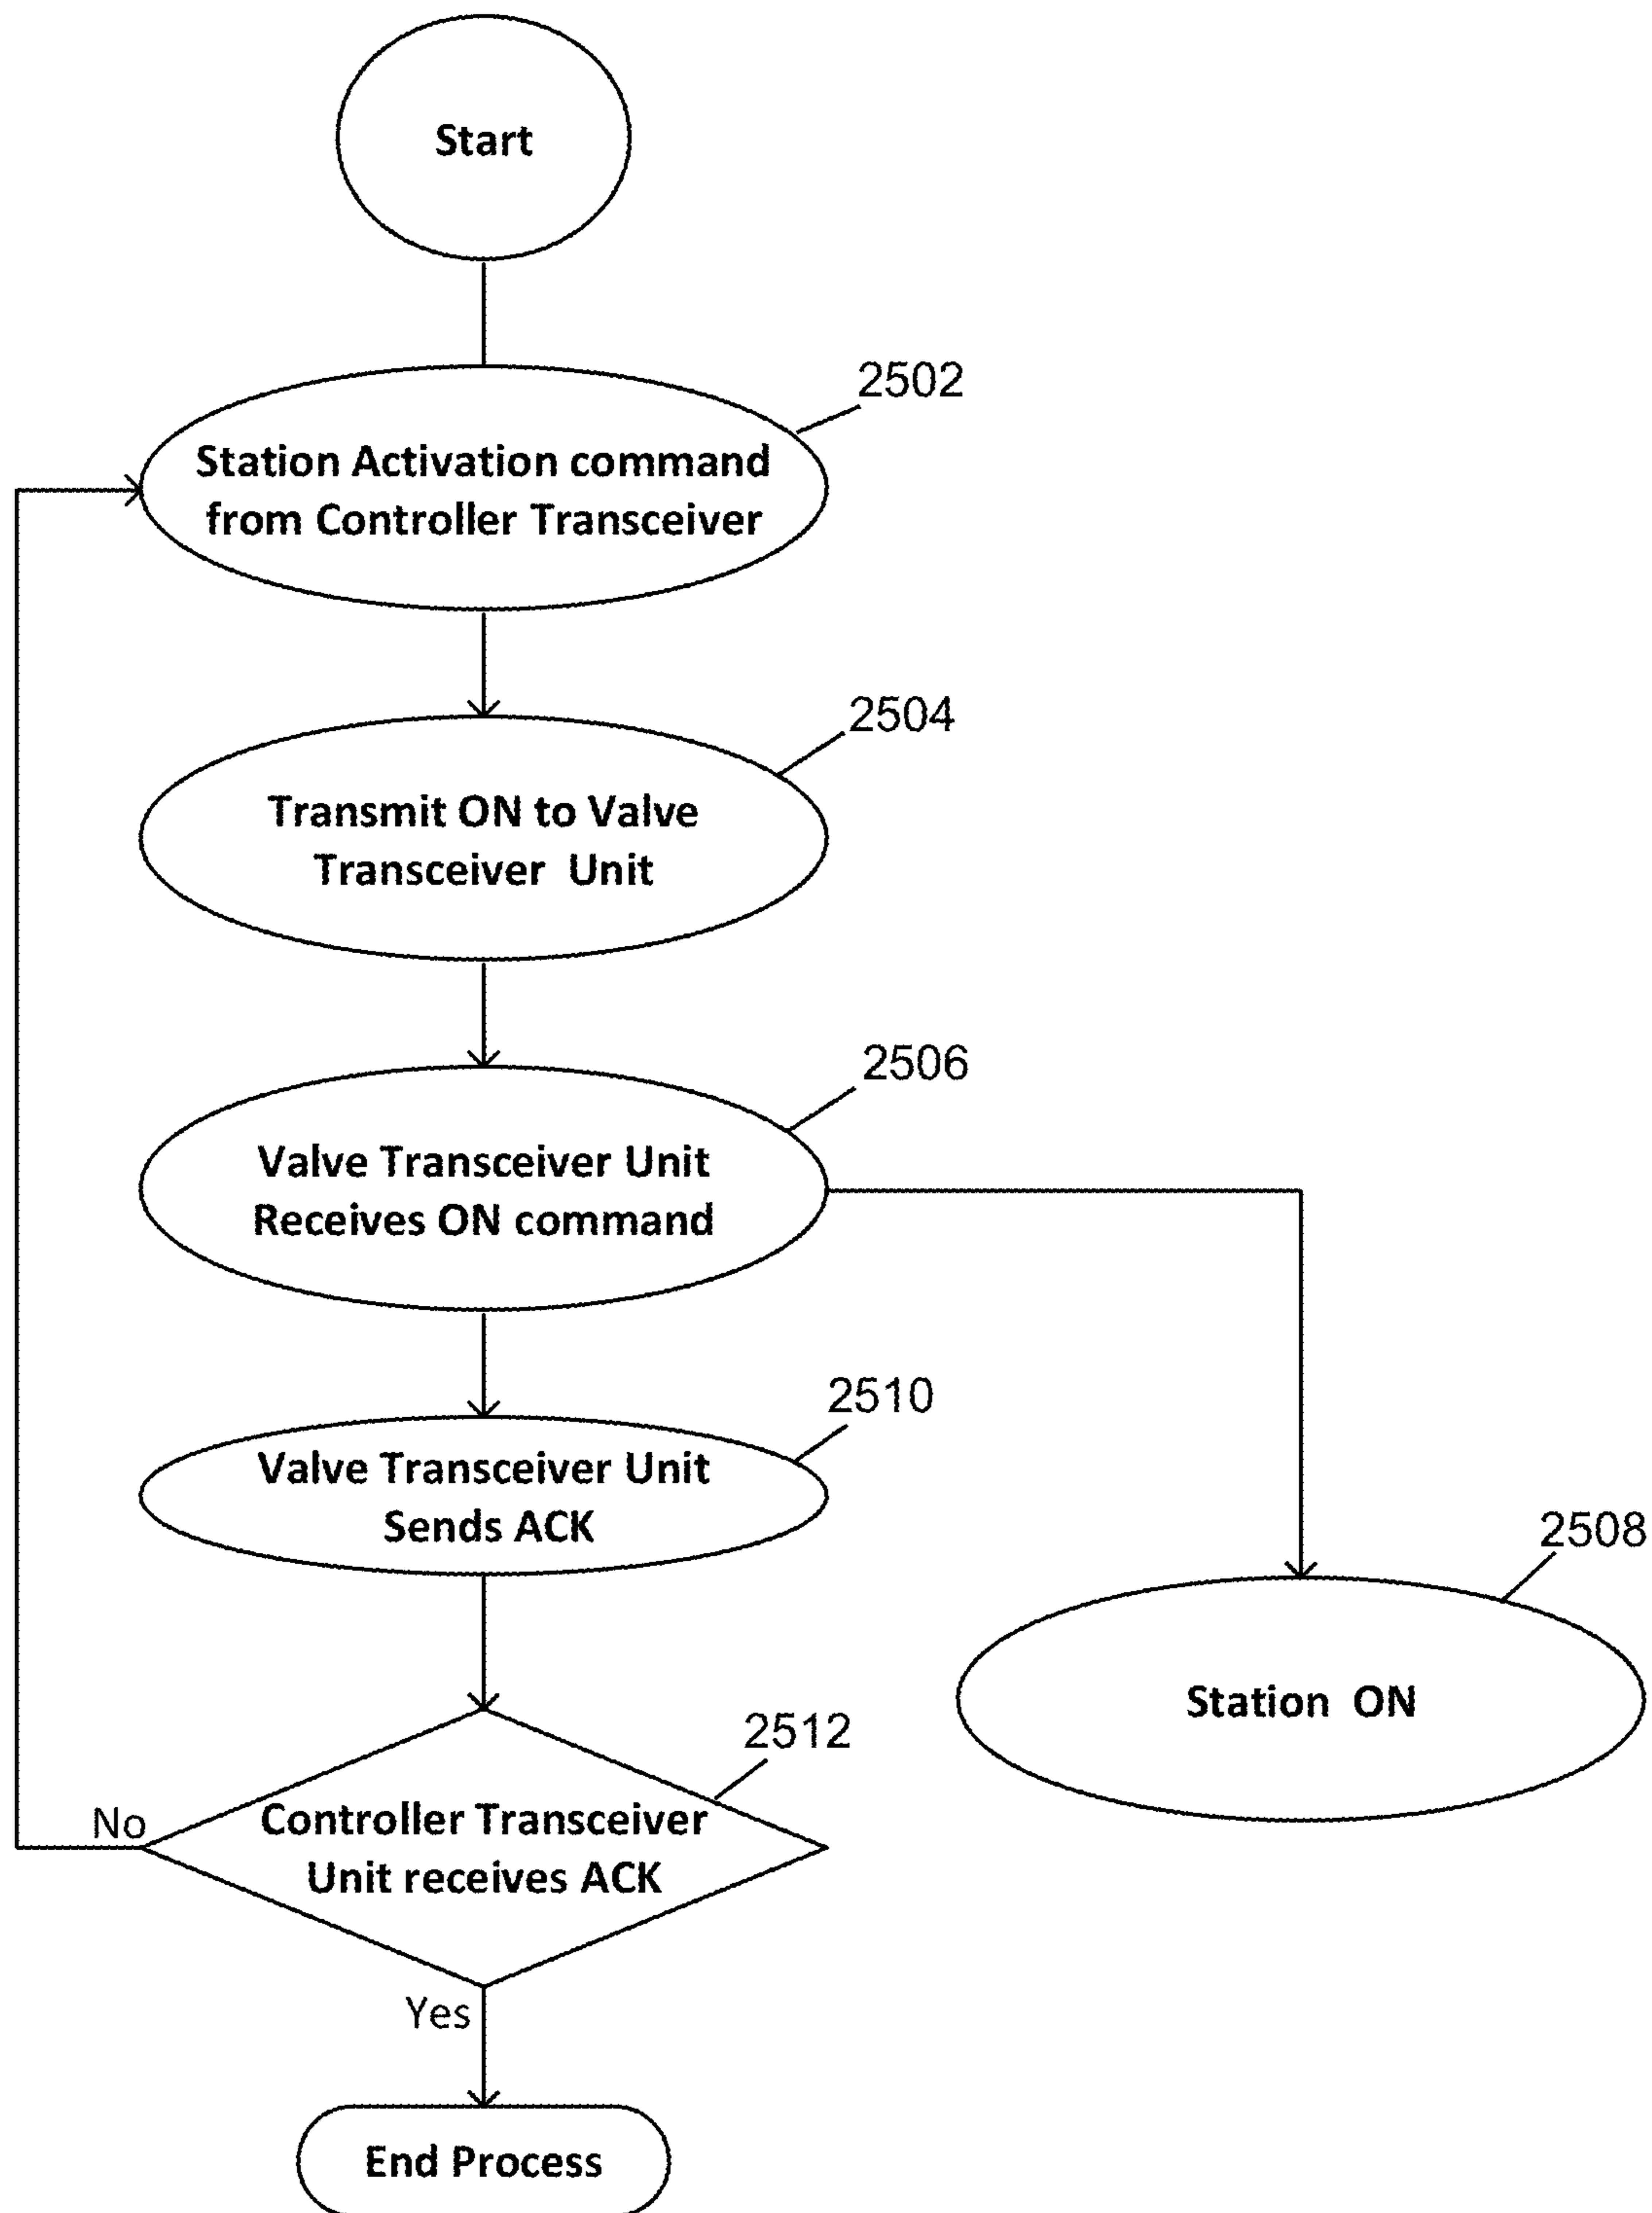 Start
2502
Station Activation command
from Controller Transceiver
2504
Transmit ON to Valve
Transceiver Unit
2506
Valve Transceiver Unit
Receives ON command
2510
Valve Transceiver Unit
Sends ACK
2508
Station ON
2512
Controller Transceiver
Unit receives ACK
No
Yes
End Process